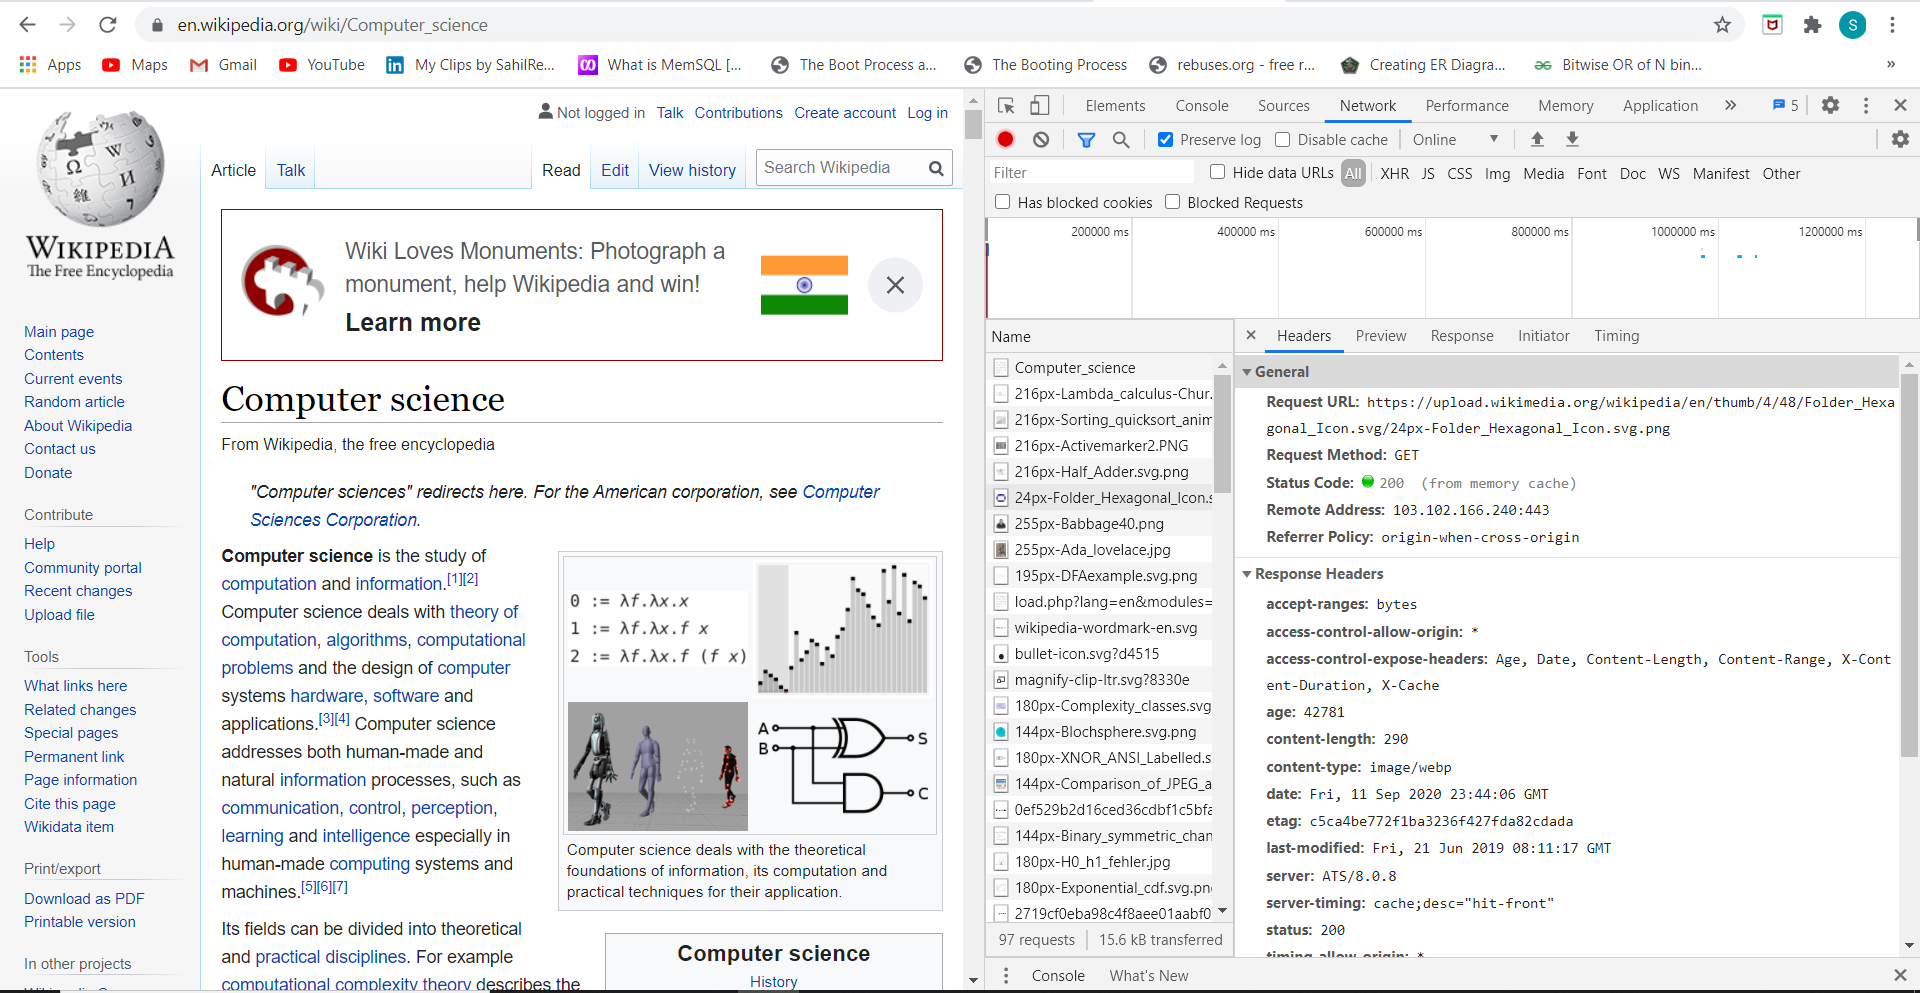 en.wikipedia.org/wiki/Computer_science
S
Apps Maps Gmail YouTube My Clips by SahilRe... What is MemSQL [... The Boot Process a... The Booting Process rebuses.org - free r... Creating ER Diagra... Bitwise OR of N bin... »
Not logged in Talk Contributions Create account Log in
Article Talk Read Edit View history Search Wikipedia
WIKIPEDIA
The Free Encyclopedia
Main page
Contents
Current events
Random article
About Wikipedia
Contact us
Donate
Contribute
Help
Community portal
Recent changes
Upload file
Tools
What links here
Related changes
Special pages
Permanent link
Page information
Cite this page
Wikidata item
Print/export
Download as PDF
Printable version
In other projects
Wiki Loves Monuments: Photograph a
monument, help Wikipedia and win!
Learn more
Computer science
From Wikipedia, the free encyclopedia
"Computer sciences" redirects here. For the American corporation, see Computer
Sciences Corporation.
Computer science is the study of
computation and information.[1][2]
Computer science deals with theory of
computation, algorithms, computational
problems and the design of computer
systems hardware, software and
applications.[3][4] Computer science
addresses both human-made and
natural information processes, such as
communication, control, perception,
learning and intelligence especially in
human-made computing systems and
machines.[5][6][7]
Its fields can be divided into theoretical
and practical disciplines. For example
computational complexity theory describes the
0 := λf.λx.x
1 := λf.λx.f x
2 := λf.λx.f (f x)
A
B
S
C
Computer science deals with the theoretical
foundations of information, its computation and
practical techniques for their application.
Computer science
History
Elements Console Sources Network Performance Memory Application » 5
Preserve log Disable cache Online
Filter Hide data URLs All XHR JS CSS Img Media Font Doc WS Manifest Other
Has blocked cookies Blocked Requests
200000 ms 400000 ms 600000 ms 800000 ms 1000000 ms 1200000 ms
Name
Computer_science
216px-Lambda_calculus-Chur.
216px-Sorting_quicksort_anim
216px-Activemarker2.PNG
216px-Half_Adder.svg.png
24px-Folder_Hexagonal_Icon.s
255px-Babbage40.png
255px-Ada_lovelace.jpg
195px-DFAexample.svg.png
load.php?lang=en&modules=
wikipedia-wordmark-en.svg
bullet-icon.svg?d4515
magnify-clip-ltr.svg?8330e
180px-Complexity_classes.svg
144px-Blochsphere.svg.png
180px-XNOR_ANSI_Labelled.s
144px-Comparison_of_JPEG_a
0ef529b2d16ced36cdbf1c5bfa
144px-Binary_symmetric_chan
180px-H0_h1_fehler.jpg
180px-Exponential_cdf.svg.pn
2719cf0eba98c4f8aee01aabf0
97 requests 15.6 kB transferred
Headers Preview Response Initiator Timing
General
Request URL: https://upload.wikimedia.org/wikipedia/en/thumb/4/48/Folder_Hexa
gonal_Icon.svg/24px-Folder_Hexagonal_Icon.svg.png
Request Method: GET
Status Code: 200 (from memory cache)
Remote Address: 103.102.166.240:443
Referrer Policy: origin-when-cross-origin
Response Headers
accept-ranges: bytes
access-control-allow-origin: *
access-control-expose-headers: Age, Date, Content-Length, Content-Range, X-Cont
ent-Duration, X-Cache
age: 42781
content-length: 290
content-type: image/webp
date: Fri, 11 Sep 2020 23:44:06 GMT
etag: c5ca4be772f1ba3236f427fda82cdada
last-modified: Fri, 21 Jun 2019 08:11:17 GMT
server: ATS/8.0.8
server-timing: cache;desc="hit-front"
status: 200
timing-allow-origin: *
Console What's New